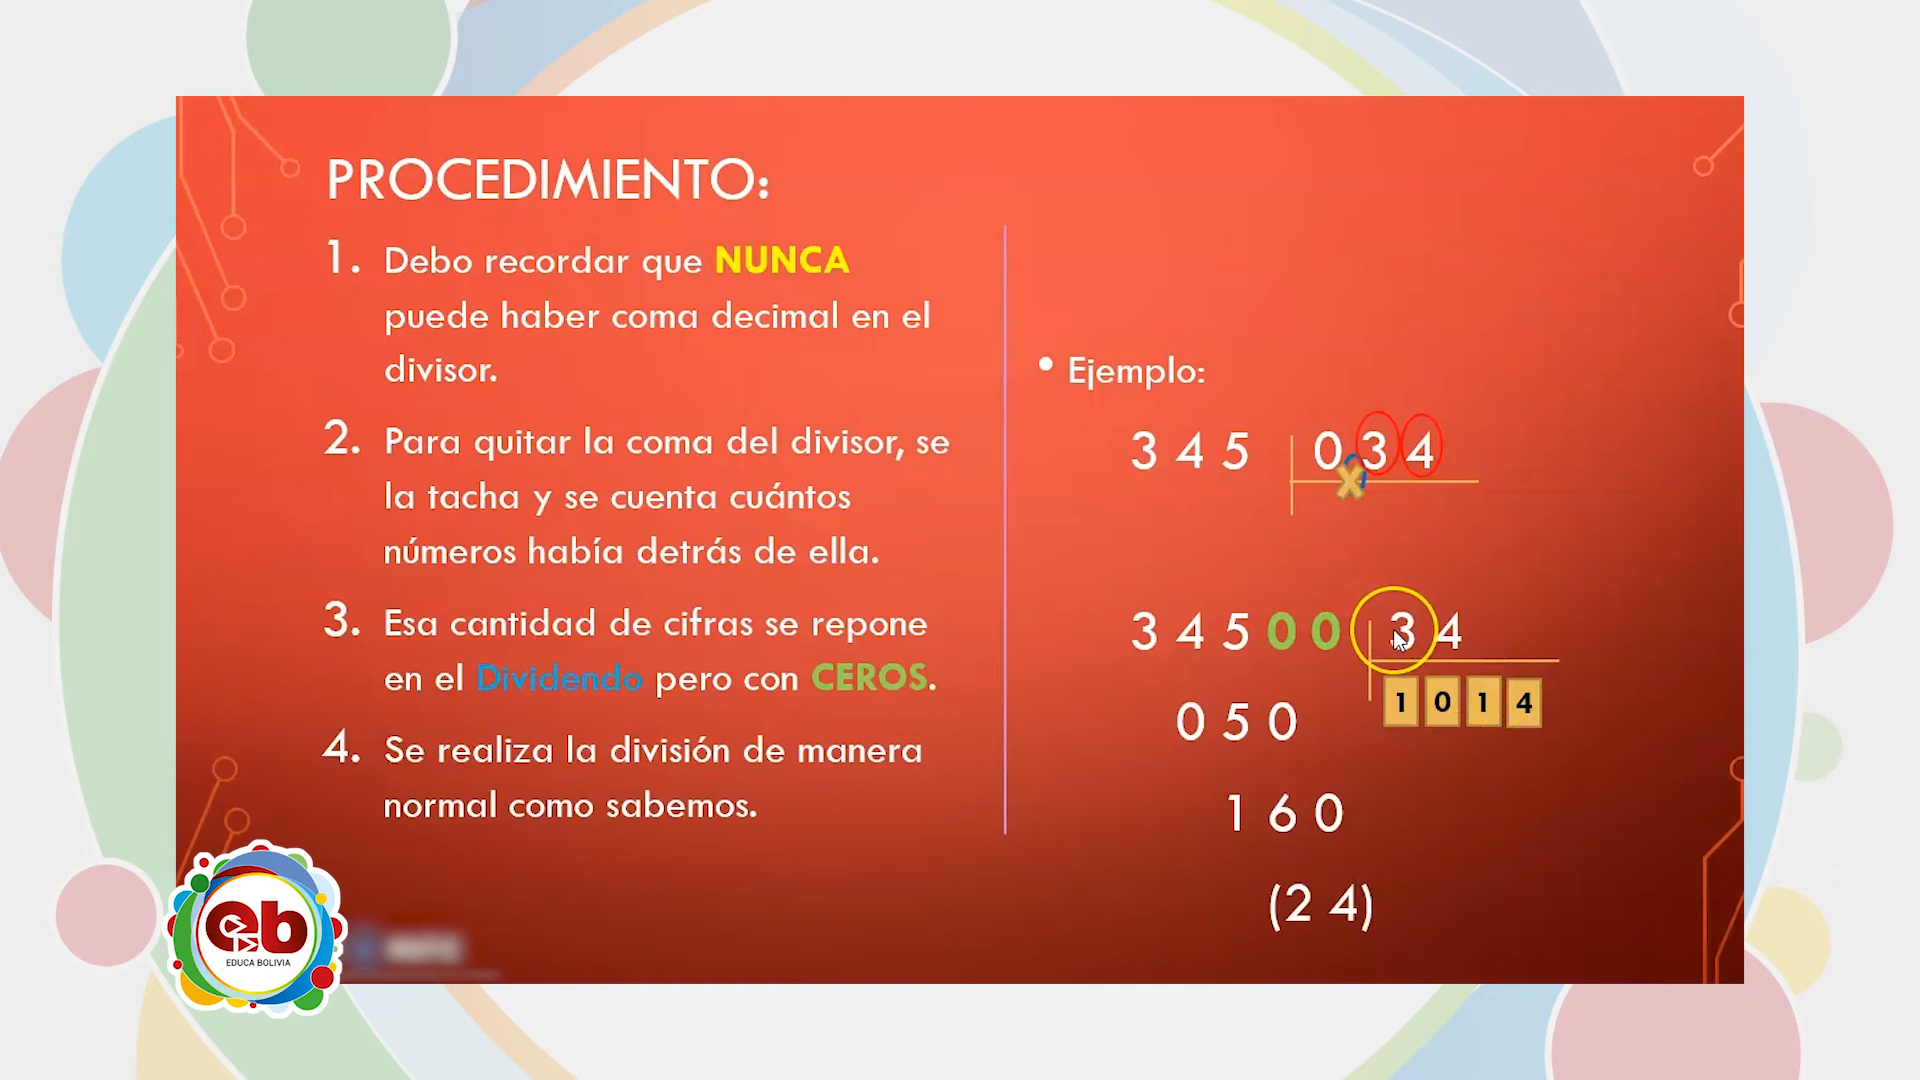 PROCEDIMIENTO:
1. Debo recordar que NUNCA
puede haber coma decimal en el
divisor.
2. Para quitar la coma del divisor, se
la tacha y se cuenta cuántos
números había detrás de ella.
3. Esa cantidad de cifras se repone
en el Dividendo pero con CEROS.
4. Se realiza la división de manera
normal como sabemos.
• Ejemplo:
3 4 5 0,3 4
X
3 4 5 0 0 3 4
1 0 1 4
0 5 0
1 6 0
(2 4)
eb
EDUCA BOLIVIA